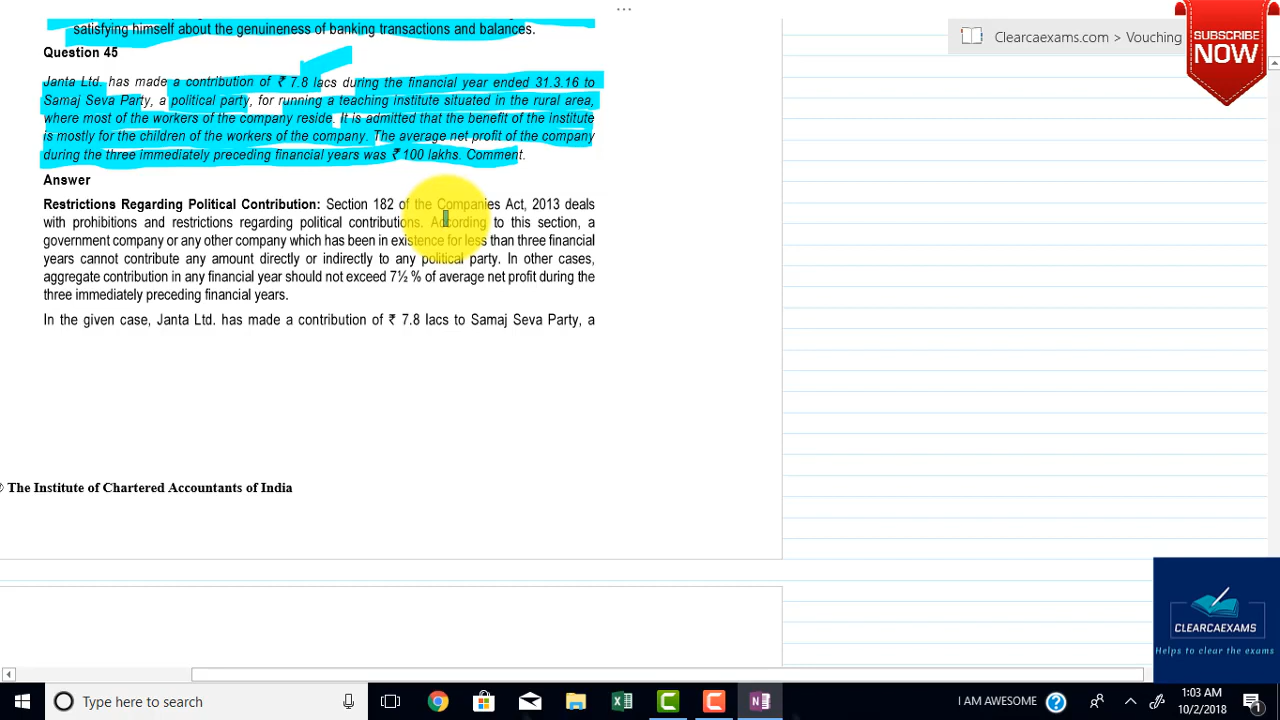 satisfying himself about the genuineness of banking transactions and balances.
Question 45
Janta Ltd. has made a contribution of ₹ 7.8 lacs during the financial year ended 31.3.16 to
Samaj Seva Party, a political party, for running a teaching institute situated in the rural area,
where most of the workers of the company reside. It is admitted that the benefit of the institute
is mostly for the children of the workers of the company. The average net profit of the company
during the three immediately preceding financial years was ₹ 100 lakhs. Comment.
Answer
Restrictions Regarding Political Contribution: Section 182 of the Companies Act, 2013 deals
with prohibitions and restrictions regarding political contributions. According to this section, a
government company or any other company which has been in existence for less than three financial
years cannot contribute any amount directly or indirectly to any political party. In other cases,
aggregate contribution in any financial year should not exceed 7½ % of average net profit during the
three immediately preceding financial years.
In the given case, Janta Ltd. has made a contribution of ₹ 7.8 lacs to Samaj Seva Party, a
The Institute of Chartered Accountants of India
Clearcaexams.com > Vouching
SUBSCRIBE
NOW
CLEARCAEXAMS
Helps to clear the exams
Type here to search
I AM AWESOME
1:03 AM
10/2/2018
1